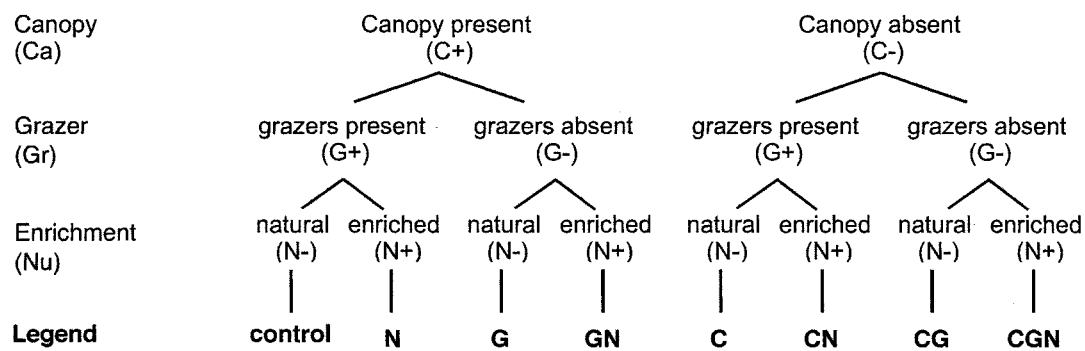 Canopy Canopy present Canopy absent
(Ca) (C+) (C-)
Grazer grazers present grazers absent grazers present grazers absent
(Gr) (G+) (G-) (G+) (G-)
Enrichment natural enriched natural enriched natural enriched natural enriched
(Nu) (N-) (N+) (N-) (N+) (N-) (N+) (N-) (N+)
Legend control N G GN C CN CG CGN